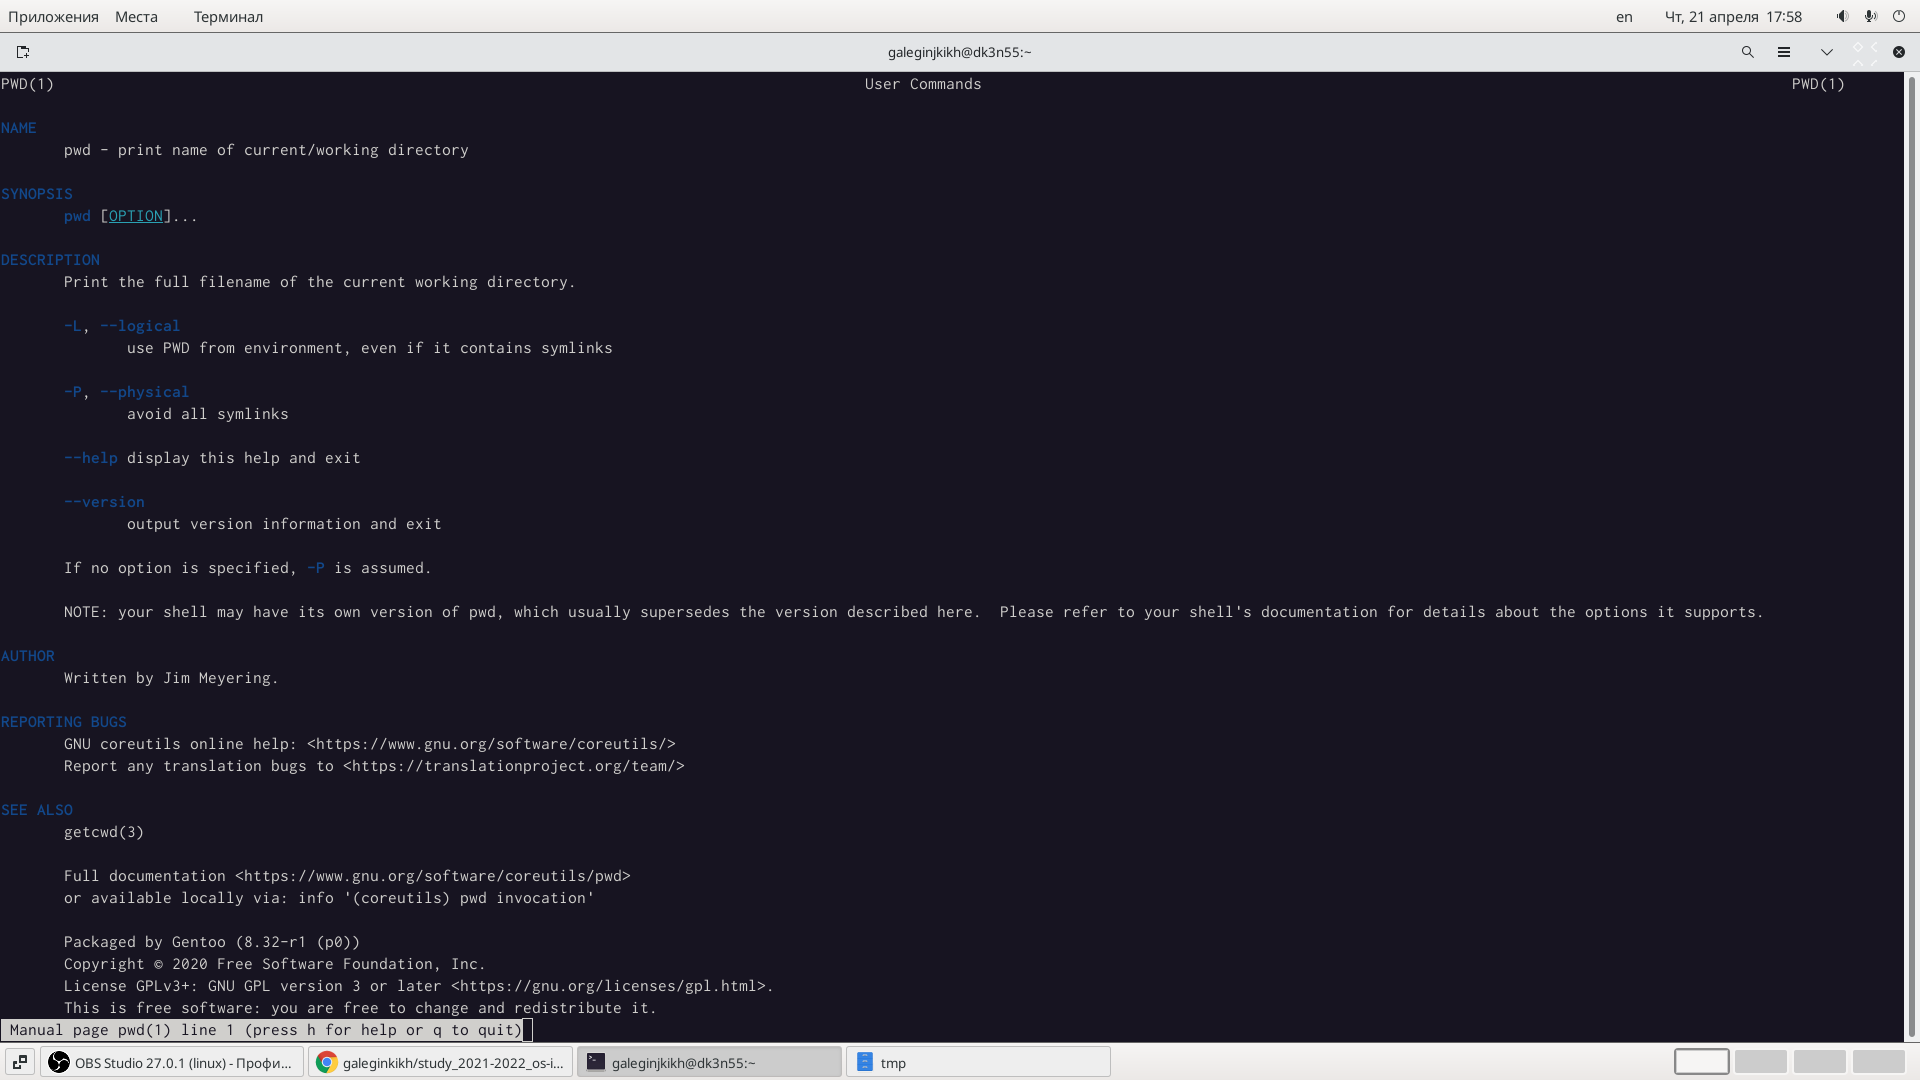 Приложения Места Терминал en Чт, 21 апреля 17:58
galeginjkikh@dk3n55:~
PWD(1) User Commands PWD(1)
NAME
pwd - print name of current/working directory
SYNOPSIS
pwd [OPTION]...
DESCRIPTION
Print the full filename of the current working directory.
-L, --logical
use PWD from environment, even if it contains symlinks
-P, --physical
avoid all symlinks
--help display this help and exit
--version
output version information and exit
If no option is specified, -P is assumed.
NOTE: your shell may have its own version of pwd, which usually supersedes the version described here.  Please refer to your shell's documentation for details about the options it supports.
AUTHOR
Written by Jim Meyering.
REPORTING BUGS
GNU coreutils online help: <https://www.gnu.org/software/coreutils/>
Report any translation bugs to <https://translationproject.org/team/>
SEE ALSO
getcwd(3)
Full documentation <https://www.gnu.org/software/coreutils/pwd>
or available locally via: info '(coreutils) pwd invocation'
Packaged by Gentoo (8.32-r1 (p0))
Copyright © 2020 Free Software Foundation, Inc.
License GPLv3+: GNU GPL version 3 or later <https://gnu.org/licenses/gpl.html>.
This is free software: you are free to change and redistribute it.
Manual page pwd(1) line 1 (press h for help or q to quit)
OBS Studio 27.0.1 (linux) - Профи... galeginkikh/study_2021-2022_os-i... galeginjkikh@dk3n55:~ tmp